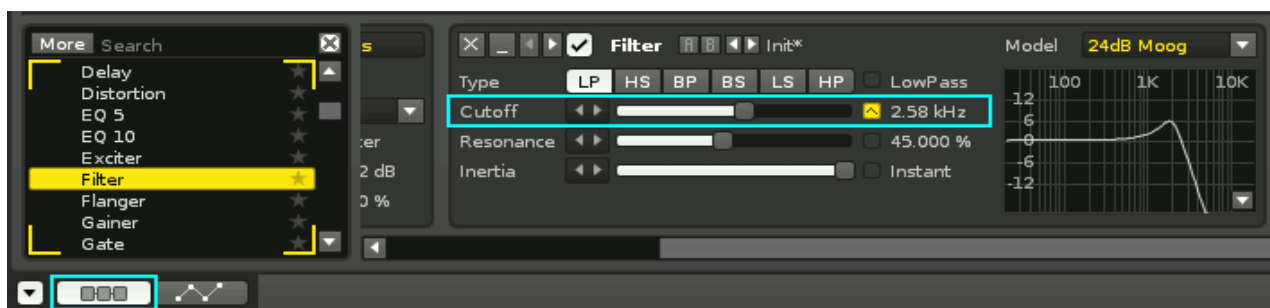 More Search
Delay
Distortion
EQ 5
EQ 10
Exciter
Filter
Flanger
Gainer
Gate
s
er
2 dB
0 %
Filter A B Init*
Type LP HS BP BS LS HP LowPass
Cutoff 2.58 kHz
Resonance 45.000 %
Inertia Instant
Model 24dB Moog
100 1K 10K
12
6
0
-6
-12